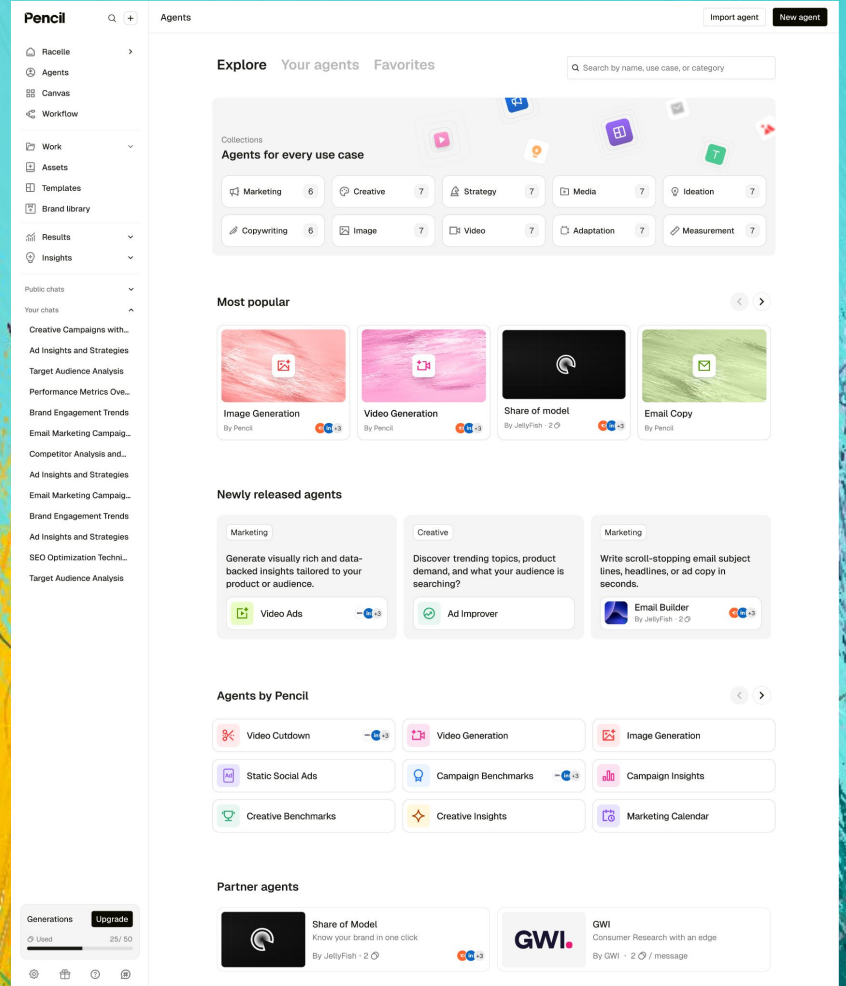 Pencil
Agents
Import agent
New agent
Racelle
Agents
Canvas
Workflow
Work
Assets
Templates
Brand library
Results
Insights
Public chats
Your chats
Creative Campaigns with...
Ad Insights and Strategies
Target Audience Analysis
Performance Metrics Ove...
Brand Engagement Trends
Email Marketing Campaig...
Competitor Analysis and...
Ad Insights and Strategies
Email Marketing Campaig...
Brand Engagement Trends
Ad Insights and Strategies
SEO Optimization Techni...
Target Audience Analysis
Generations
Upgrade
Used
25/ 50
Explore
Your agents
Favorites
Search by name, use case, or category
T
Collections
Agents for every use case
Marketing 6
Creative 7
Strategy 7
Media 7
Ideation 7
Copywriting 6
Image 7
Video 7
Adaptation 7
Measurement 7
Most popular
Image Generation
By Pencil
in +3
Video Generation
By Pencil
in +3
Share of model
By JellyFish · 2
in +3
Email Copy
By Pencil
Newly released agents
Marketing
Generate visually rich and data-
backed insights tailored to your
product or audience.
Video Ads
in +3
Creative
Discover trending topics, product
demand, and what your audience is
searching?
Ad Improver
Marketing
Write scroll-stopping email subject
lines, headlines, or ad copy in
seconds.
Email Builder
By JellyFish · 2
in +3
Agents by Pencil
Video Cutdown
in +3
Video Generation
Image Generation
Ad
Static Social Ads
Campaign Benchmarks
in +3
Campaign Insights
Creative Benchmarks
Creative Insights
Marketing Calendar
Partner agents
Share of Model
Know your brand in one click
By JellyFish · 2
in +3
GWI.
GWI
Consumer Research with an edge
By GWI · 2 / message